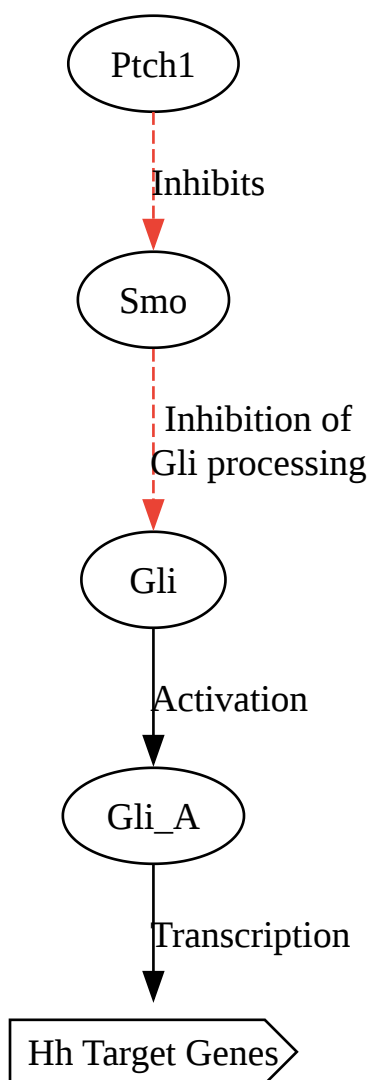 Ptch1
Inhibits
Smo
Inhibition of
Gli processing
Gli
Activation
Gli_A
Transcription
Hh Target Genes